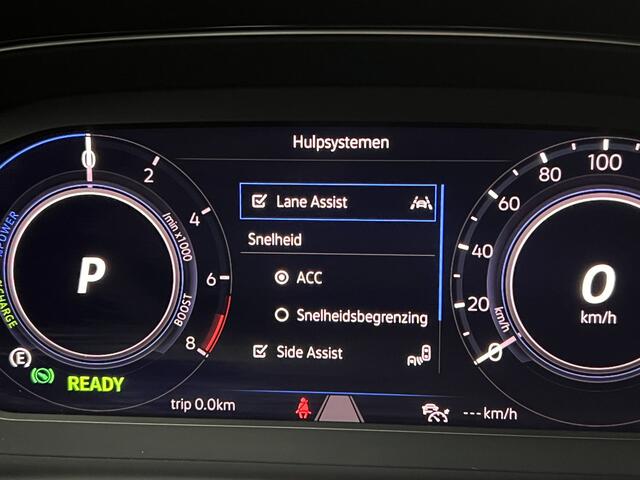 Hulpsystemen
Lane Assist
Snelheid
ACC
Snelheidsbegrenzing
Side Assist
0
2
4
6
8
1/min x1000
BOOST
POWER
CHARGE
P
E
READY
trip 0.0km
0
20
40
60
80
100
km/h
0
km/h
--- km/h